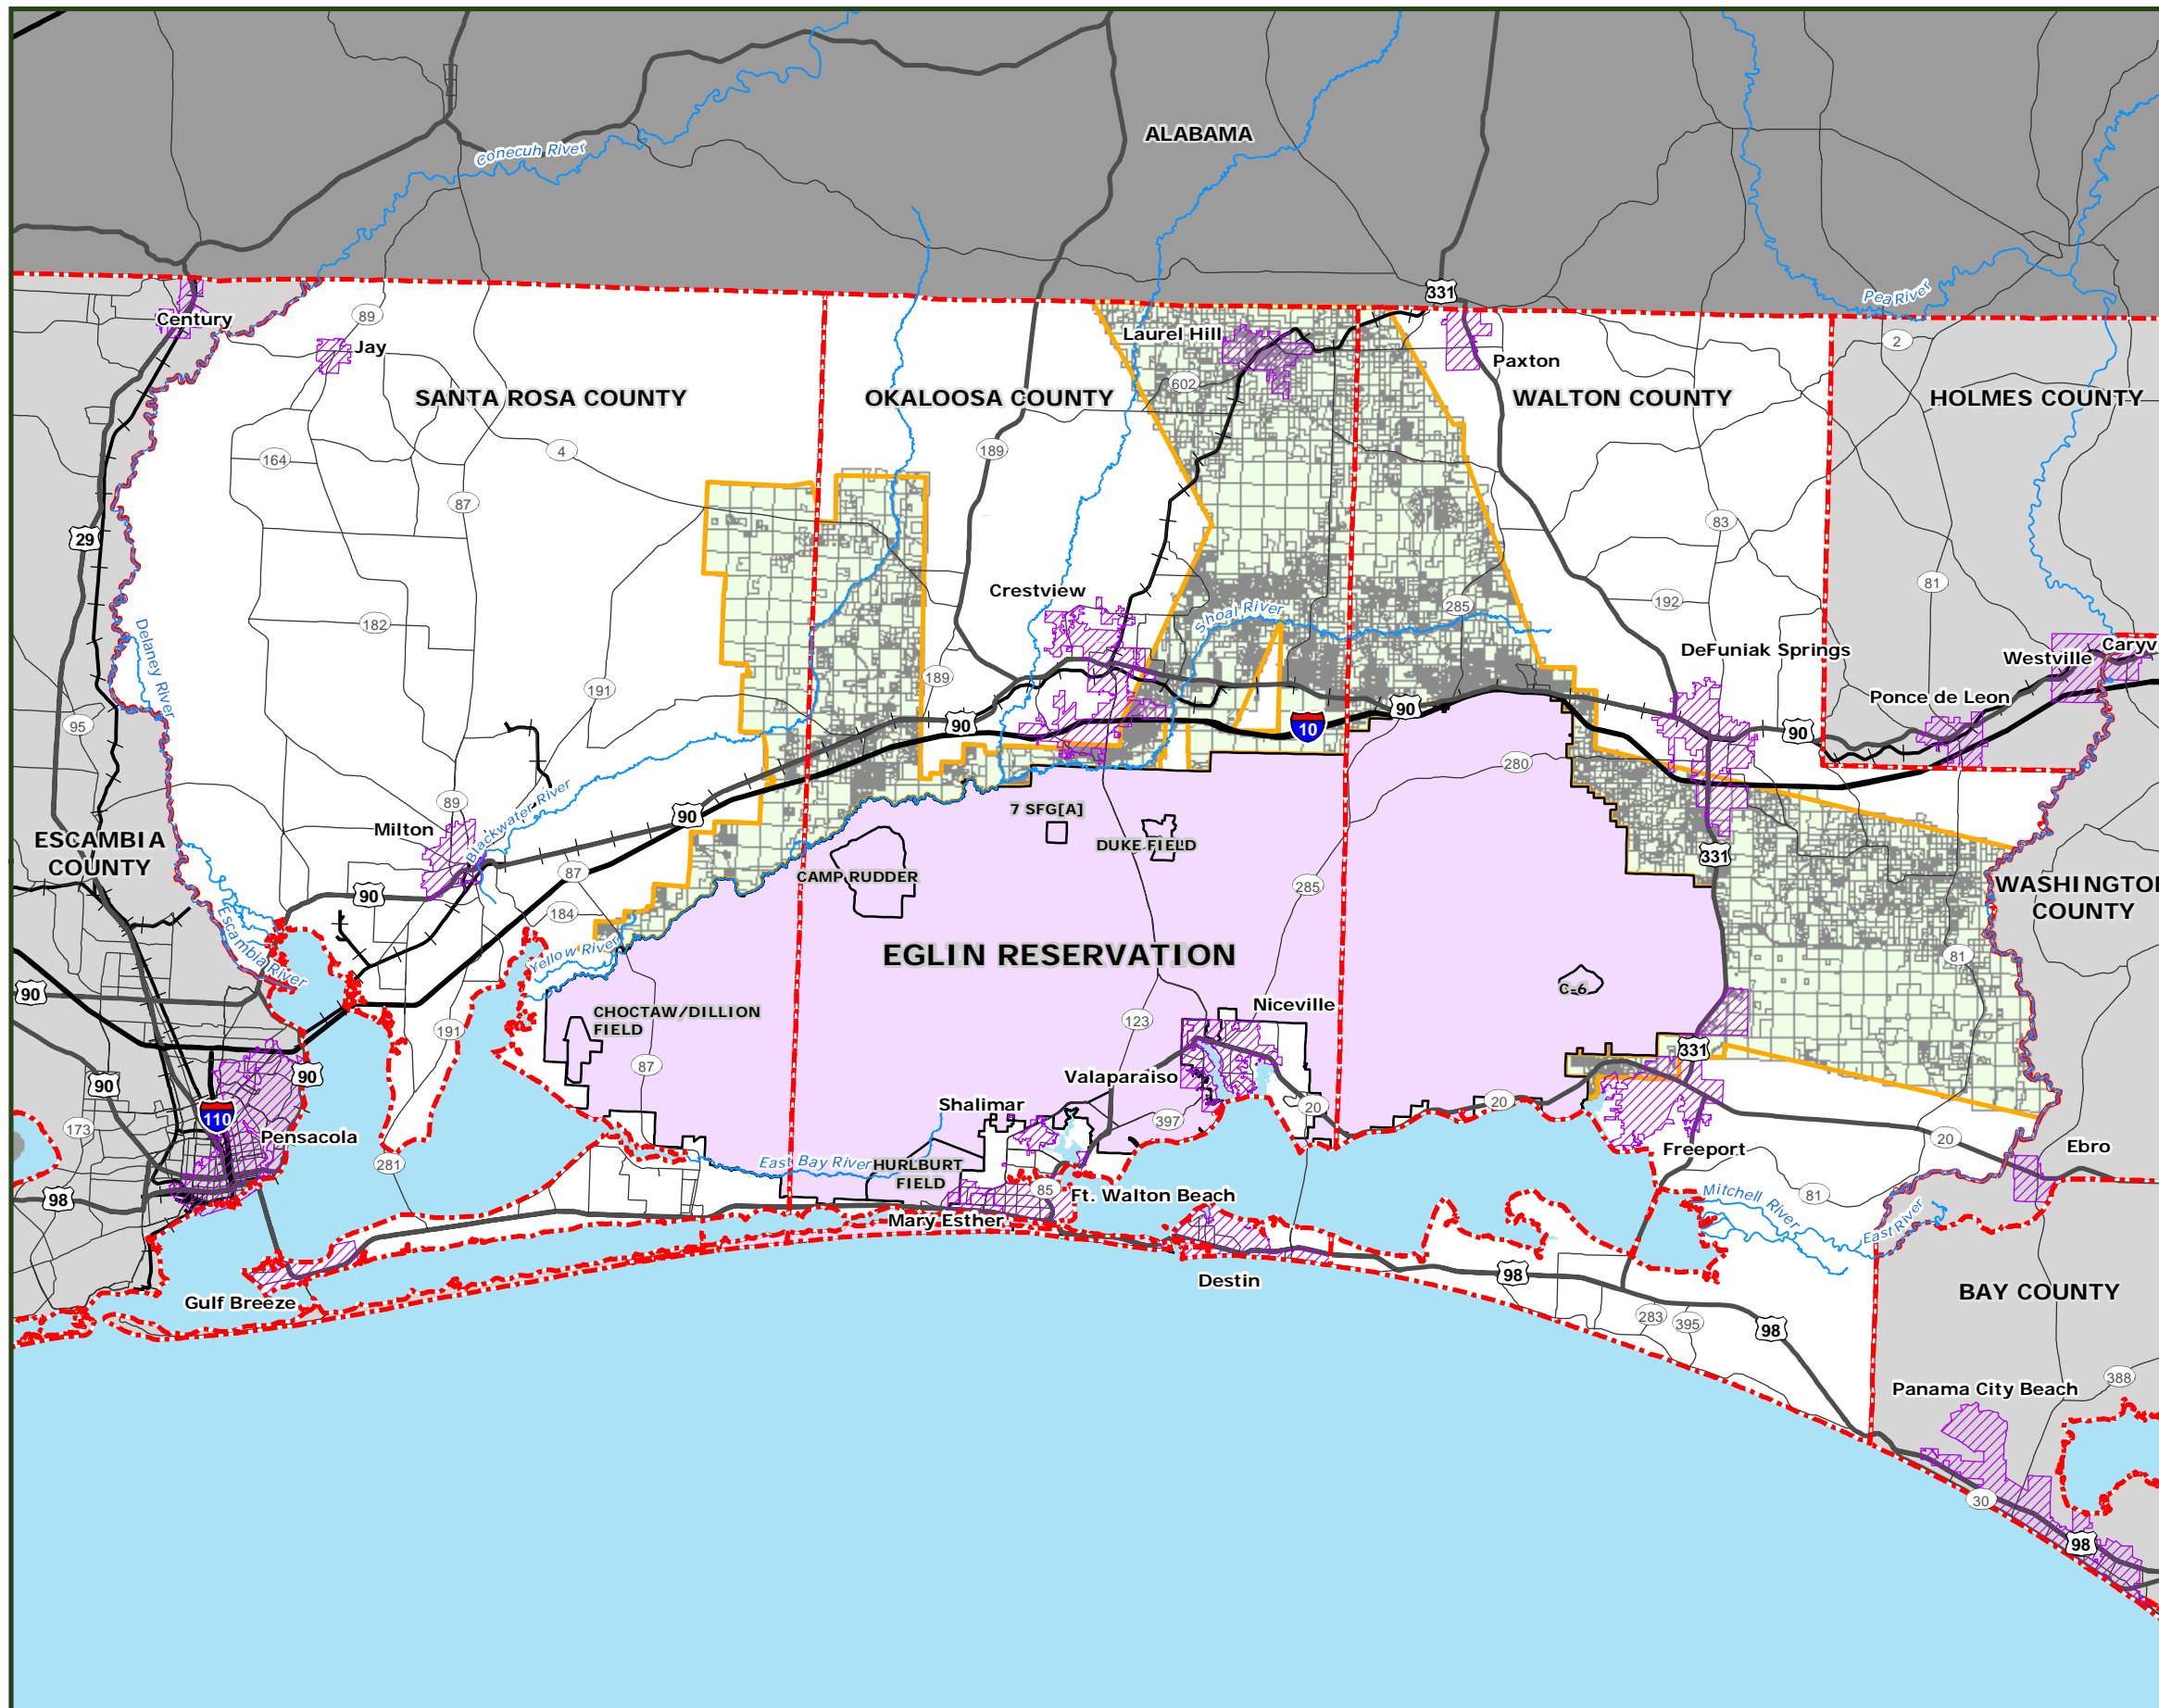 ALABAMA
Conecuh River
Pea River
331
Century
89
Jay
Laurel Hill
Paxton
2
602
SANTA ROSA COUNTY
OKALOOSA COUNTY
WALTON COUNTY
HOLMES COUNTY
164
4
189
87
83
29
Crestview
81
182
Shoal River
285
192
Delaney River
DeFuniak Springs
Westville
Caryv
191
189
Ponce de Leon
95
90
10
90
90
280
89
Milton
Blackwater River
90
7 SFG[A]
DUKE FIELD
ESCAMBIA
COUNTY
87
CAMP RUDDER
331
90
184
285
WASHINGTO
COUNTY
Escambia River
Yellow River
EGLIN RESERVATION
81
90
C-6
CHOCTAW/DILLION
FIELD
Niceville
191
123
331
87
90
90
Valaparaiso
110
Shalimar
20
20
173
Pensacola
397
20
281
East Bay River
HURLBURT
FIELD
Freeport
Ebro
98
85
Ft. Walton Beach
Mitchell River
81
Mary Esther
East River
Destin
98
Gulf Breeze
BAY COUNTY
283
395
98
388
Panama City Beach
30
98